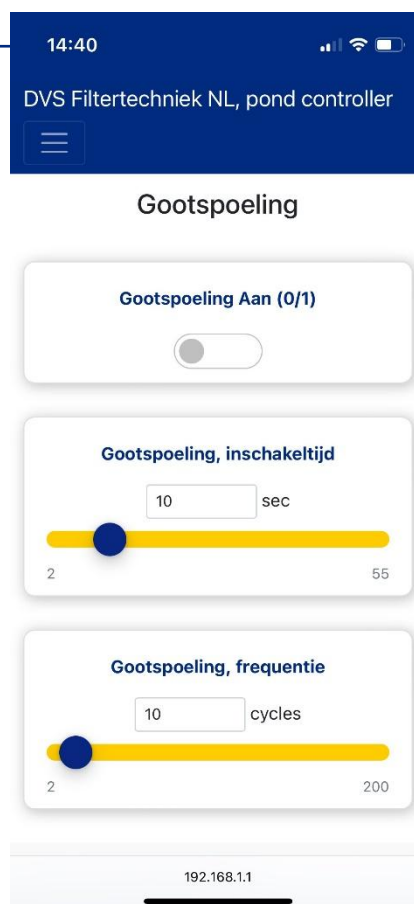 14:40
DVS Filtertechniek NL, pond controller
Gootspoeling
Gootspoeling Aan (0/1)
Gootspoeling, inschakeltijd
10 sec
2 55
Gootspoeling, frequentie
10 cycles
2 200
192.168.1.1